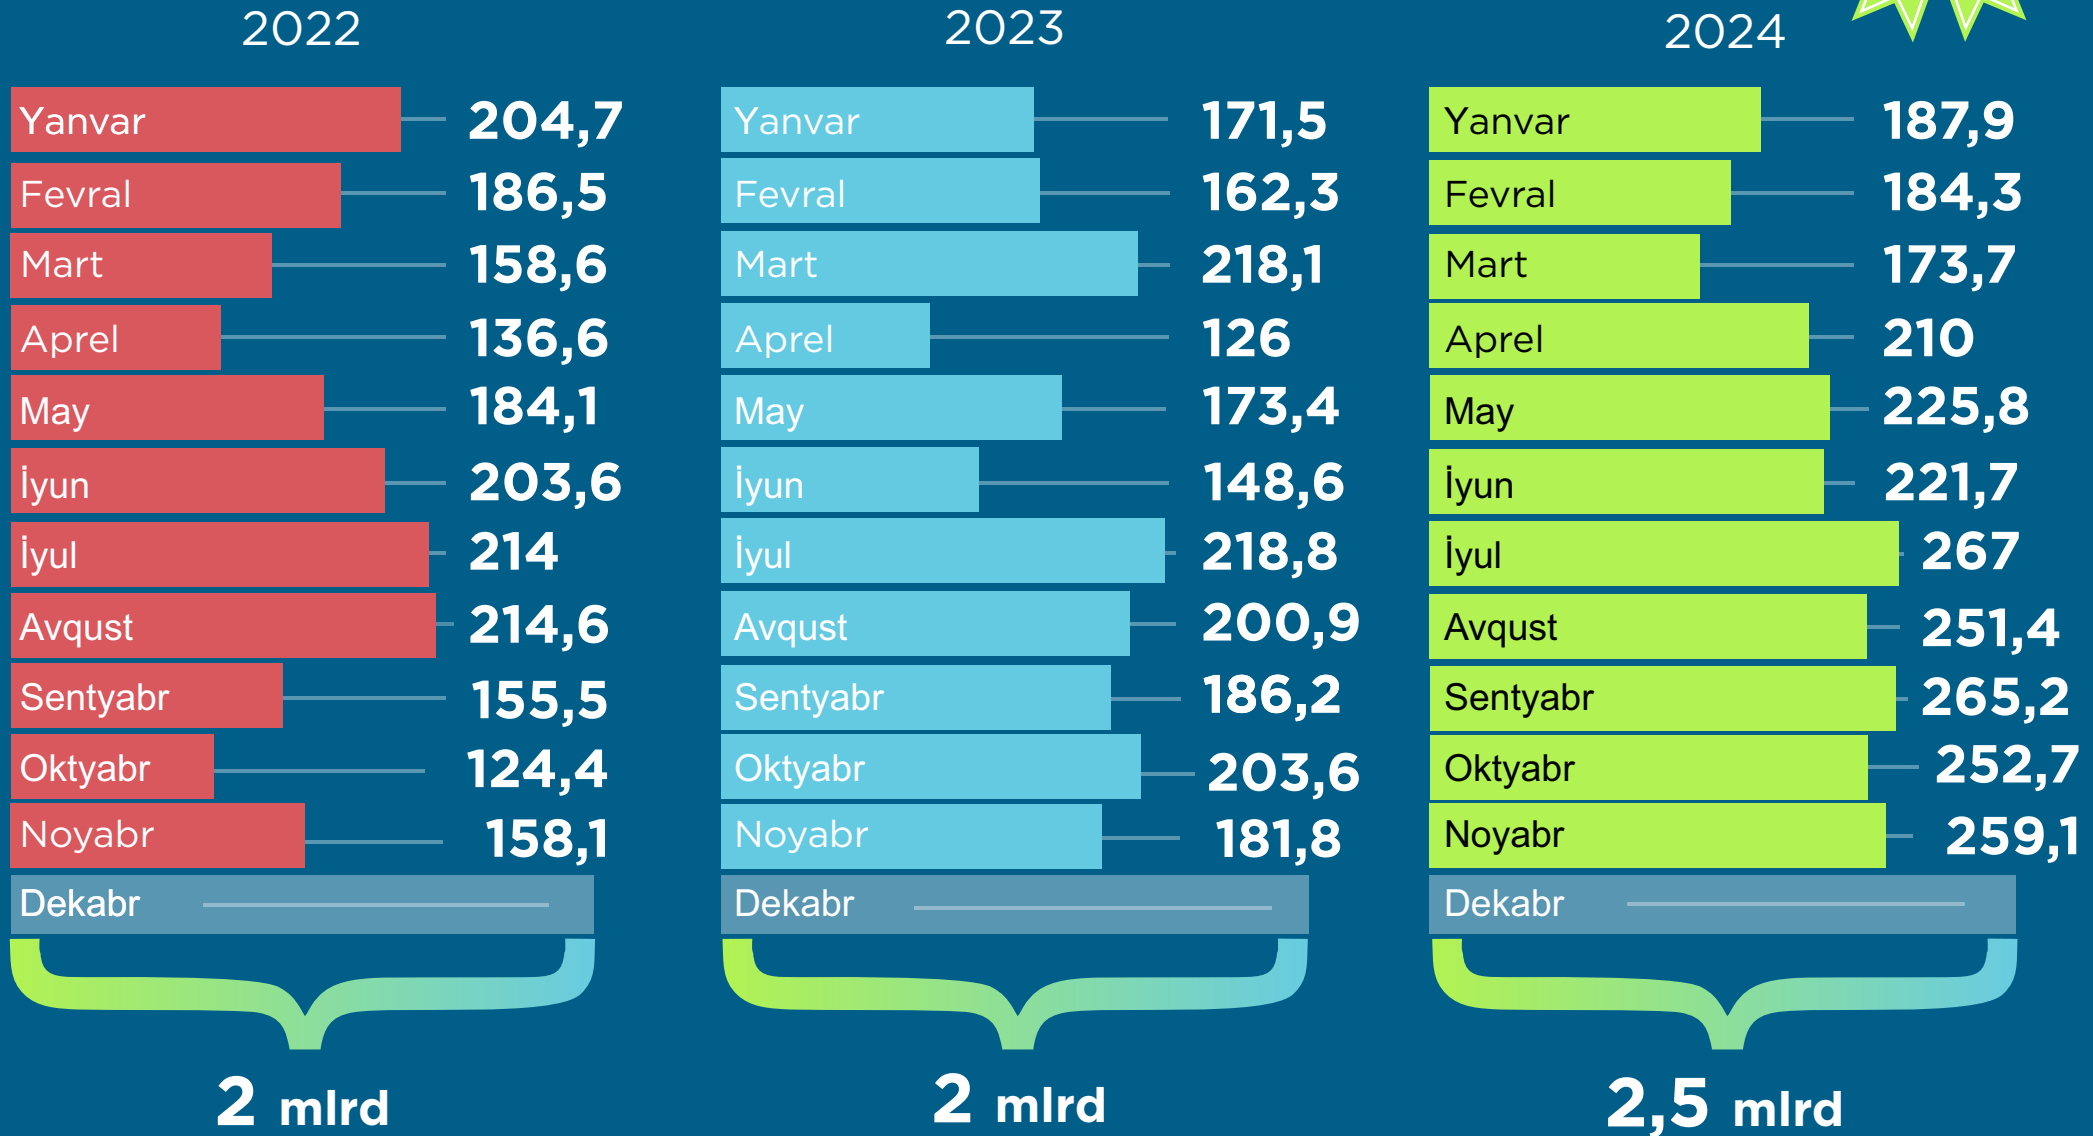 2022
Yanvar 204,7
Fevral 186,5
Mart 158,6
Aprel 136,6
May 184,1
İyun 203,6
İyul 214
Avqust 214,6
Sentyabr 155,5
Oktyabr 124,4
Noyabr 158,1
Dekabr
2 mlrd
2023
Yanvar 171,5
Fevral 162,3
Mart 218,1
Aprel 126
May 173,4
İyun 148,6
İyul 218,8
Avqust 200,9
Sentyabr 186,2
Oktyabr 203,6
Noyabr 181,8
Dekabr
2 mlrd
2024
Yanvar 187,9
Fevral 184,3
Mart 173,7
Aprel 210
May 225,8
İyun 221,7
İyul 267
Avqust 251,4
Sentyabr 265,2
Oktyabr 252,7
Noyabr 259,1
Dekabr
2,5 mlrd